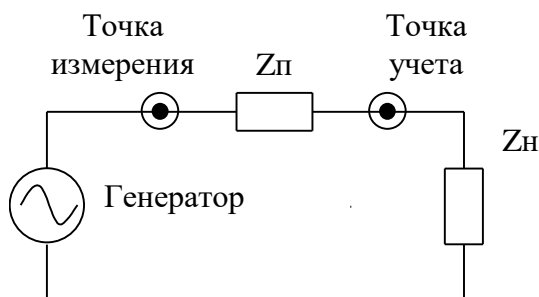 Точка
измерения
Zп
Точка
учета
Zн
Генератор